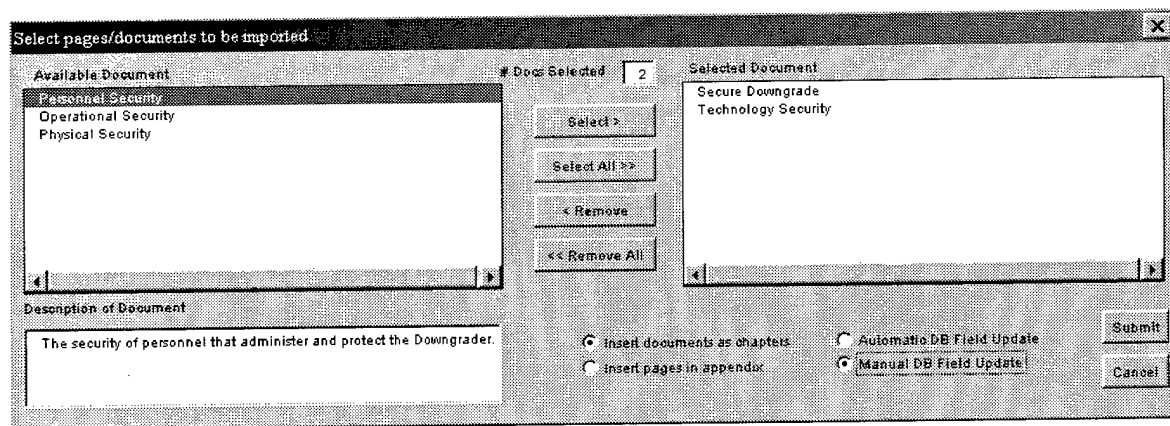 Select pages/documents to be imported
Available Document
# Docs Selected 2
Selected Document
Personnel Security
Operational Security
Physical Security
Select >
Select All >>
< Remove
<< Remove All
Secure Downgrade
Technology Security
Description of Document
The security of personnel that administer and protect the Downgrader.
Insert documents as chapters
Insert pages in appendix
Automatic DB Field Update
Manual DB Field Update
Submit
Cancel